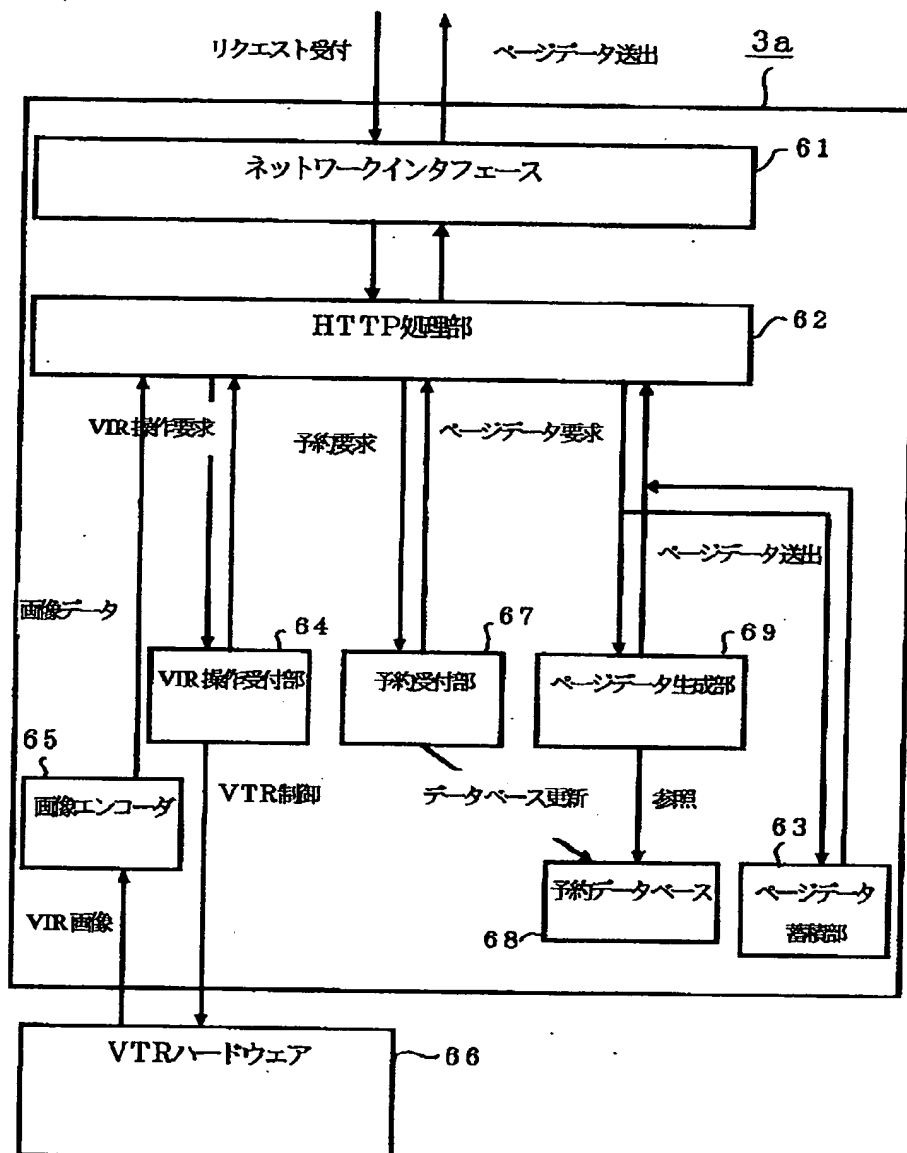 リクエスト受付
ページデータ送出
3a
ネットワークインタフェース
61
HTTP処理部
62
VTR操作要求
予約要求
ページデータ要求
ページデータ送出
画像データ
64
VTR操作受付部
67
予約受付部
69
ページデータ生成部
65
画像エンコーダ
VTR制御
データベース更新
参照
63
ページデータ
蓄積部
予約データベース
68
VTR画像
VTRハードウェア
66